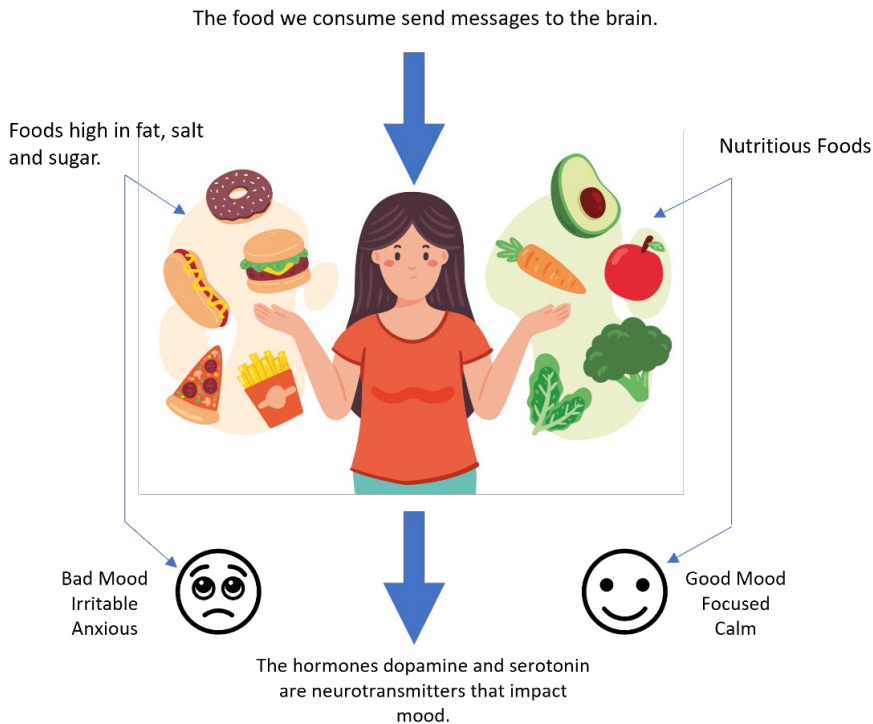 The food we consume send messages to the brain.
Foods high in fat, salt
and sugar.
Nutritious Foods
Bad Mood
Irritable
Anxious
Good Mood
Focused
Calm
The hormones dopamine and serotonin
are neurotransmitters that impact
mood.